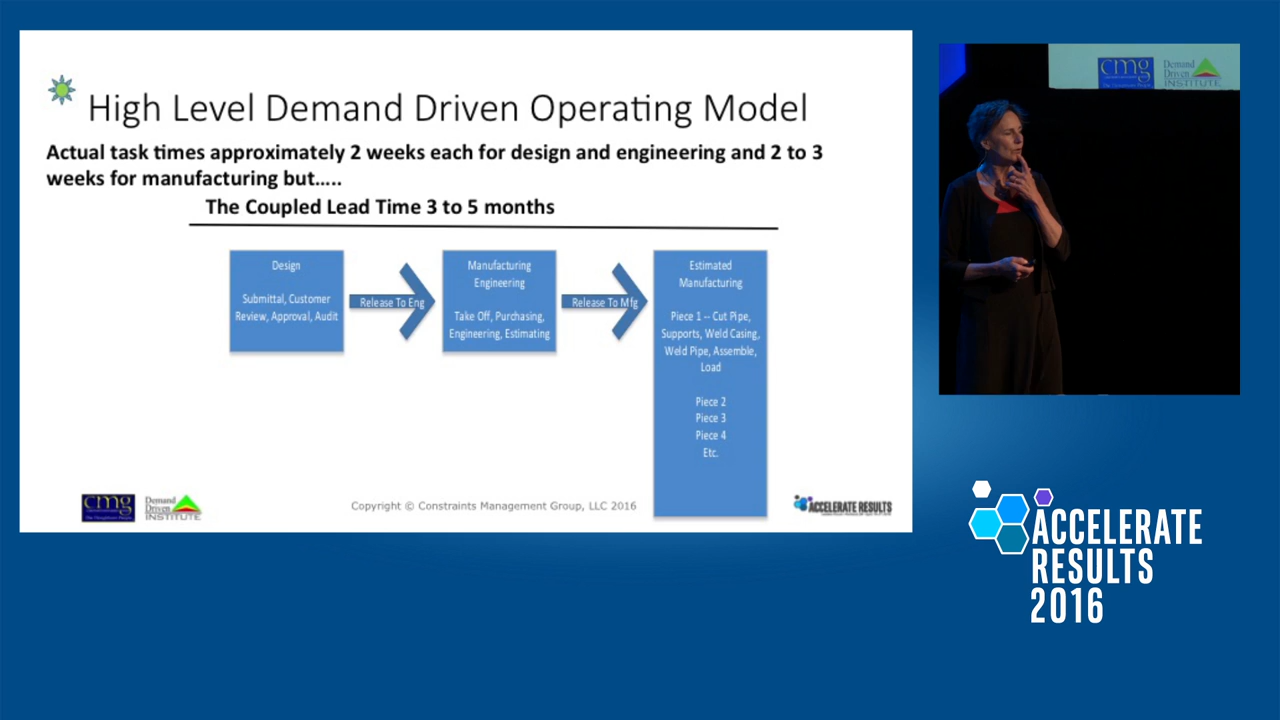 High Level Demand Driven Operating Model
Actual task times approximately 2 weeks each for design and engineering and 2 to 3
weeks for manufacturing but…..
The Coupled Lead Time 3 to 5 months
Design
Submittal, Customer
Review, Approval, Audit
Release To Eng
Manufacturing
Engineering
Take Off, Purchasing,
Engineering, Estimating
Release To Mfg
Estimated
Manufacturing
Piece 1 -- Cut Pipe,
Supports, Weld Casing,
Weld Pipe, Assemble,
Load
Piece 2
Piece 3
Piece 4
Etc.
cmg
Demand
Driven
INSTITUTE
Copyright © Constraints Management Group, LLC 2016
ACCELERATE RESULTS
cmg
Demand
Driven
INSTITUTE
ACCELERATE
RESULTS
2016